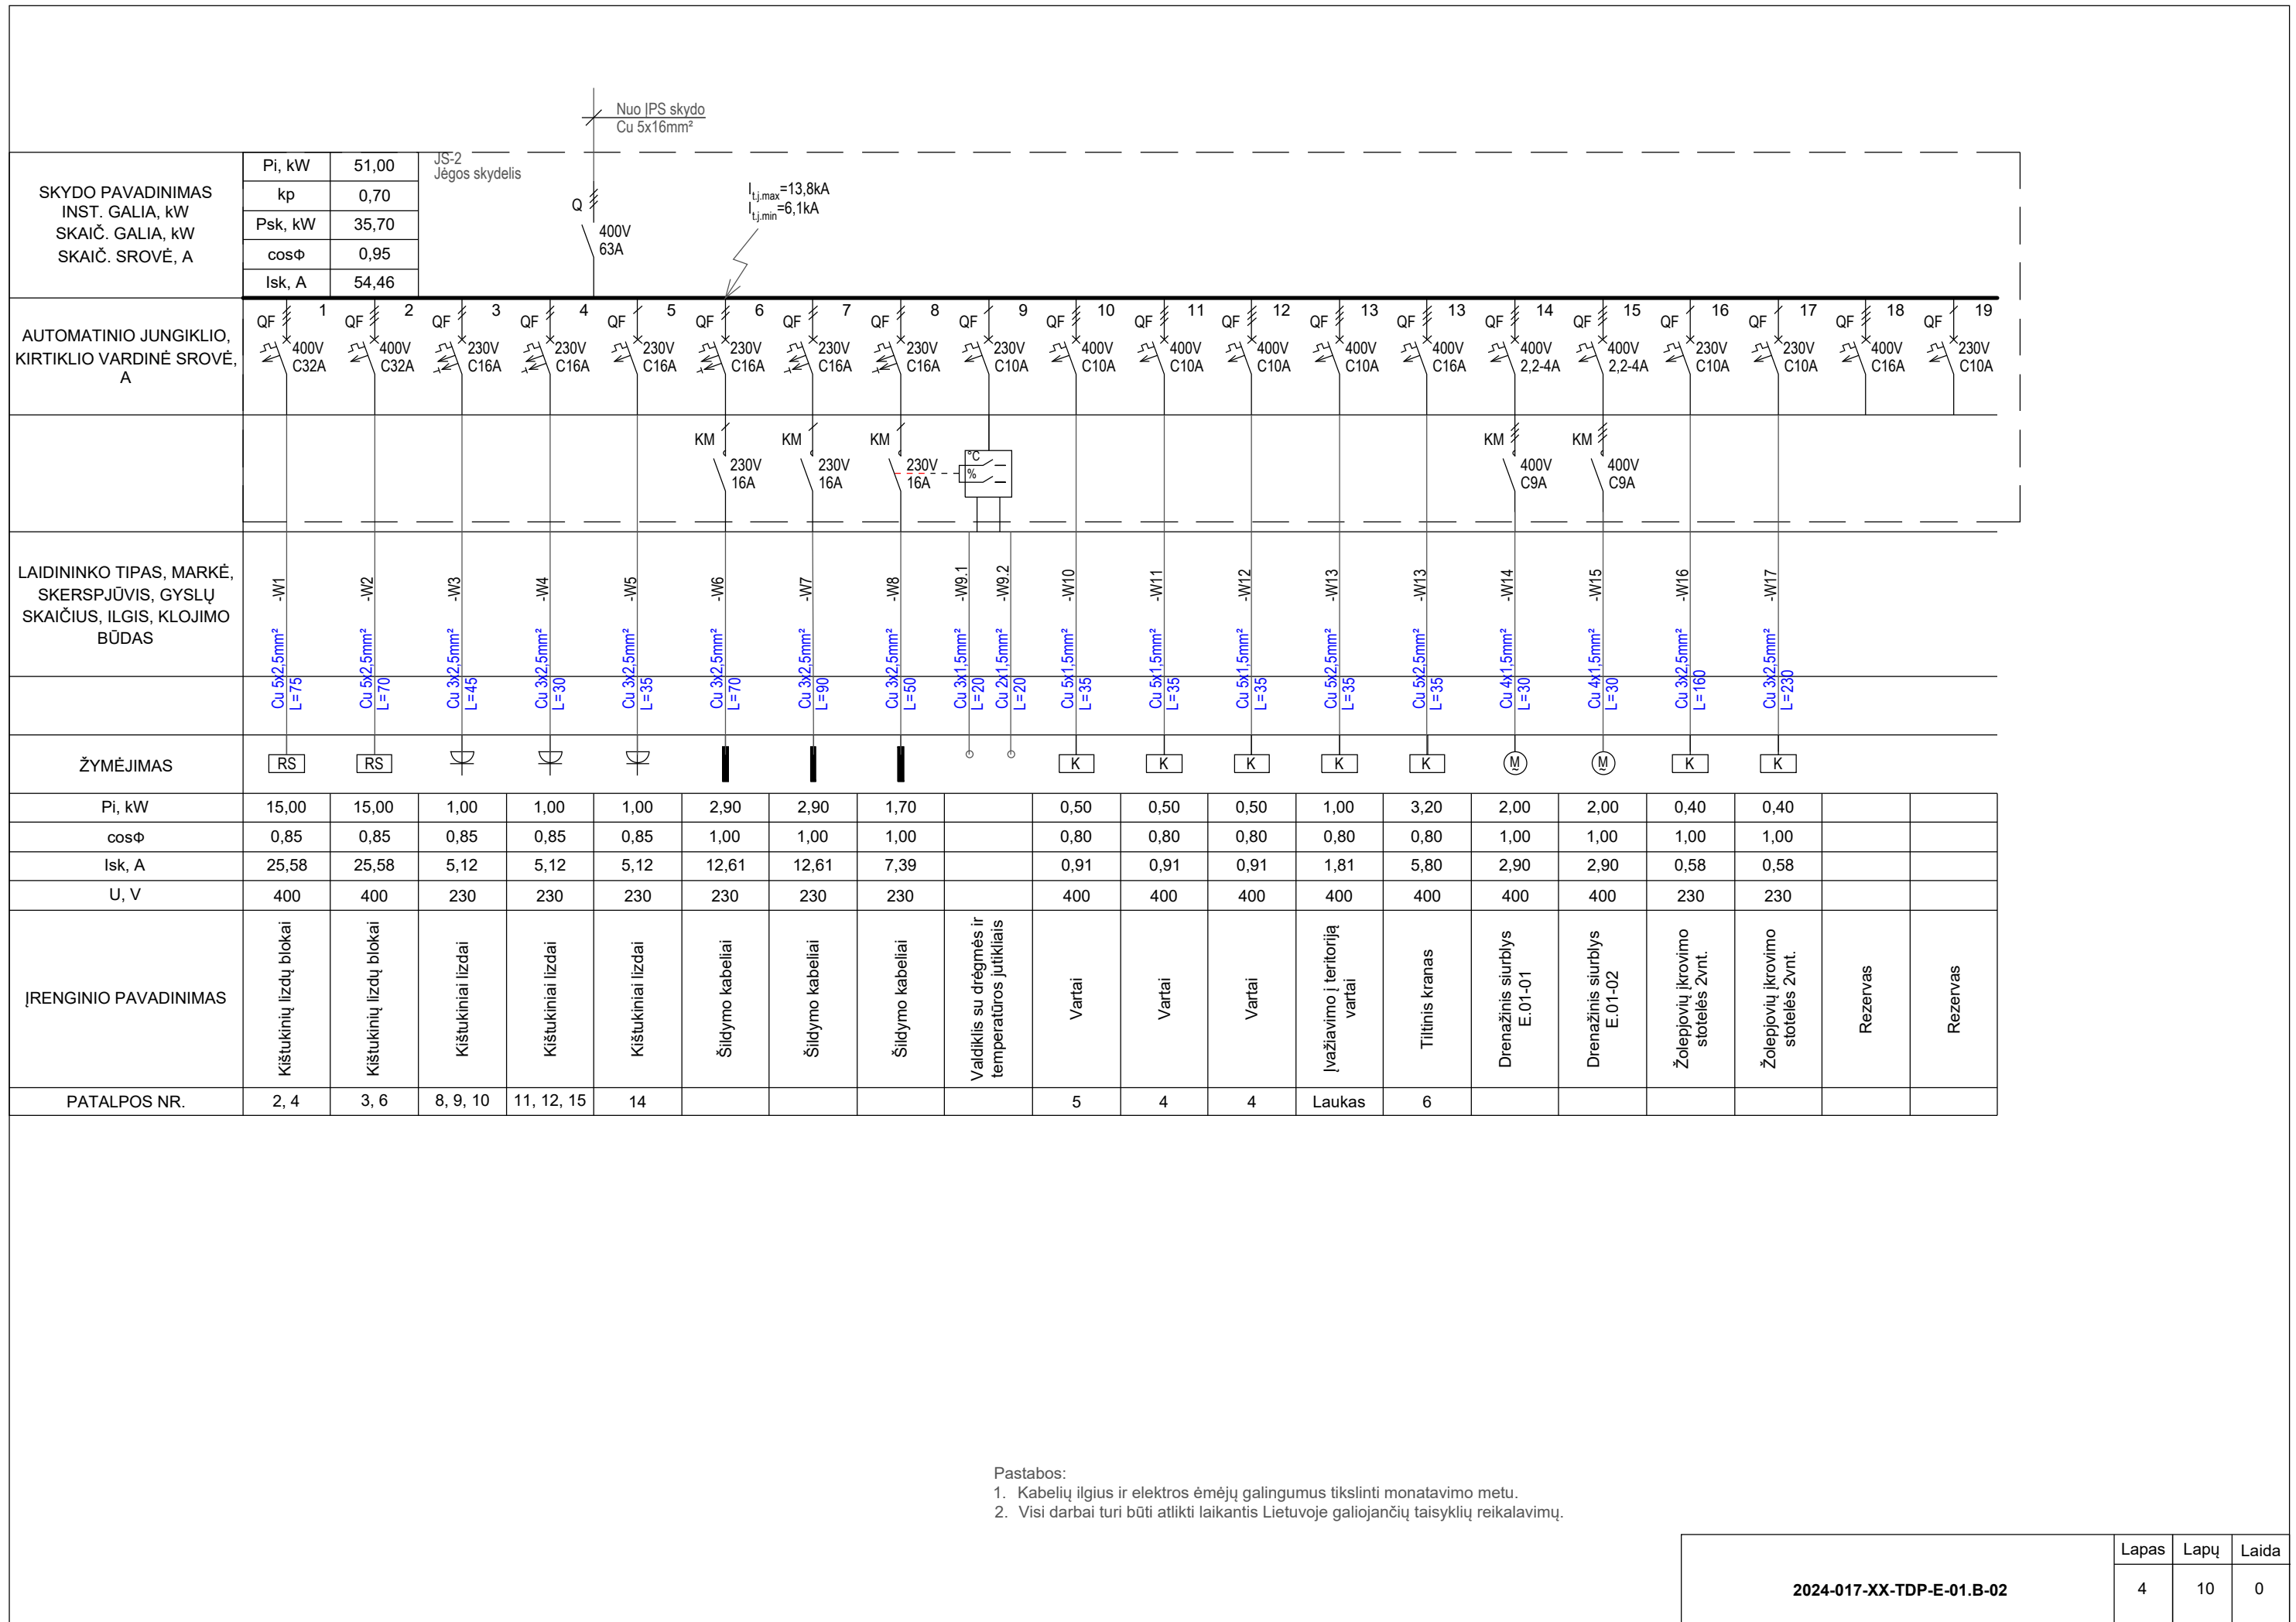 Nuo ĮPS skydo
Cu 5x16mm²
SKYDO PAVADINIMAS
INST. GALIA, kW
SKAIČ. GALIA, kW
SKAIČ. SROVĖ, A
Pi, kW 51,00
kp 0,70
Psk, kW 35,70
cosΦ 0,95
Isk, A 54,46
JS-2
Jėgos skydelis
Q
400V
63A
It.j.max=13,8kA
It.j.min=6,1kA
AUTOMATINIO JUNGIKLIO,
KIRTIKLIO VARDINĖ SROVĖ,
A
1 2 3 4 5 6 7 8 9 10 11 12 13 13 14 15 16 17 18 19
QF QF QF QF QF QF QF QF QF QF QF QF QF QF QF QF QF QF QF QF
400V 400V 230V 230V 230V 230V 230V 230V 230V 400V 400V 400V 400V 400V 400V 400V 230V 230V 400V 230V
C32A C32A C16A C16A C16A C16A C16A C16A C10A C10A C10A C10A C10A C16A 2,2-4A 2,2-4A C10A C10A C16A C10A
KM KM KM KM KM
230V 230V 230V 400V 400V
16A 16A 16A C9A C9A
°C
%
LAIDININKO TIPAS, MARKĖ,
SKERSPJŪVIS, GYSLŲ
SKAIČIUS, ILGIS, KLOJIMO
BŪDAS
-W1 -W2 -W3 -W4 -W5 -W6 -W7 -W8 -W9.1 -W9.2 -W10 -W11 -W12 -W13 -W13 -W14 -W15 -W16 -W17
Cu 5x2,5mm² Cu 5x2,5mm² Cu 3x2,5mm² Cu 3x2,5mm² Cu 3x2,5mm² Cu 3x2,5mm² Cu 3x2,5mm² Cu 3x2,5mm² Cu 3x1,5mm² Cu 2x1,5mm² Cu 5x1,5mm² Cu 5x1,5mm² Cu 5x1,5mm² Cu 5x2,5mm² Cu 5x2,5mm² Cu 4x1,5mm² Cu 4x1,5mm² Cu 3x2,5mm² Cu 3x2,5mm²
L=75 L=70 L=45 L=30 L=35 L=70 L=90 L=50 L=20 L=20 L=35 L=35 L=35 L=35 L=35 L=30 L=30 L=160 L=230
ŽYMĖJIMAS RS RS K K K K K M M K K
Pi, kW 15,00 15,00 1,00 1,00 1,00 2,90 2,90 1,70 0,50 0,50 0,50 1,00 3,20 2,00 2,00 0,40 0,40
cosΦ 0,85 0,85 0,85 0,85 0,85 1,00 1,00 1,00 0,80 0,80 0,80 0,80 0,80 1,00 1,00 1,00 1,00
Isk, A 25,58 25,58 5,12 5,12 5,12 12,61 12,61 7,39 0,91 0,91 0,91 1,81 5,80 2,90 2,90 0,58 0,58
U, V 400 400 230 230 230 230 230 230 400 400 400 400 400 400 400 230 230
ĮRENGINIO PAVADINIMAS
Kištukinių lizdų blokai
Kištukinių lizdų blokai
Kištukiniai lizdai
Kištukiniai lizdai
Kištukiniai lizdai
Šildymo kabeliai
Šildymo kabeliai
Šildymo kabeliai
Valdiklis su drėgmės ir
temperatūros jutikliais
Vartai
Vartai
Vartai
Įvažiavimo į teritoriją
vartai
Tiltinis kranas
Drenažinis siurblys
E.01-01
Drenažinis siurblys
E.01-02
Žolepjovių įkrovimo
stotelės 2vnt.
Žolepjovių įkrovimo
stotelės 2vnt.
Rezervas
Rezervas
PATALPOS NR. 2, 4 3, 6 8, 9, 10 11, 12, 15 14 5 4 4 Laukas 6
Pastabos:
1. Kabelių ilgius ir elektros ėmėjų galingumus tikslinti monatavimo metu.
2. Visi darbai turi būti atlikti laikantis Lietuvoje galiojančių taisyklių reikalavimų.
Lapas Lapų Laida
2024-017-XX-TDP-E-01.B-02 4 10 0